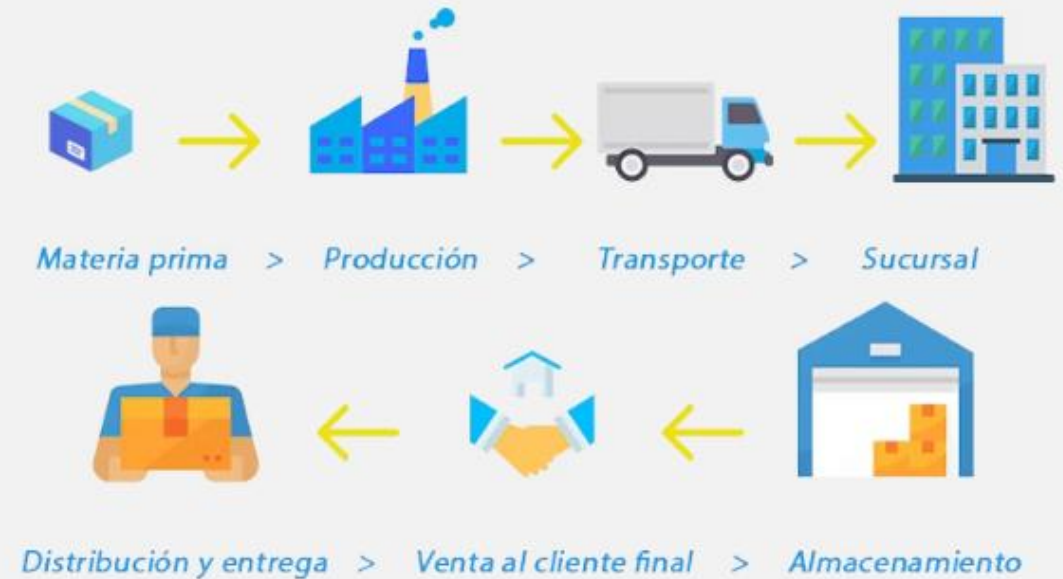 Materia prima > Producción > Transporte > Sucursal
Distribución y entrega > Venta al cliente final > Almacenamiento